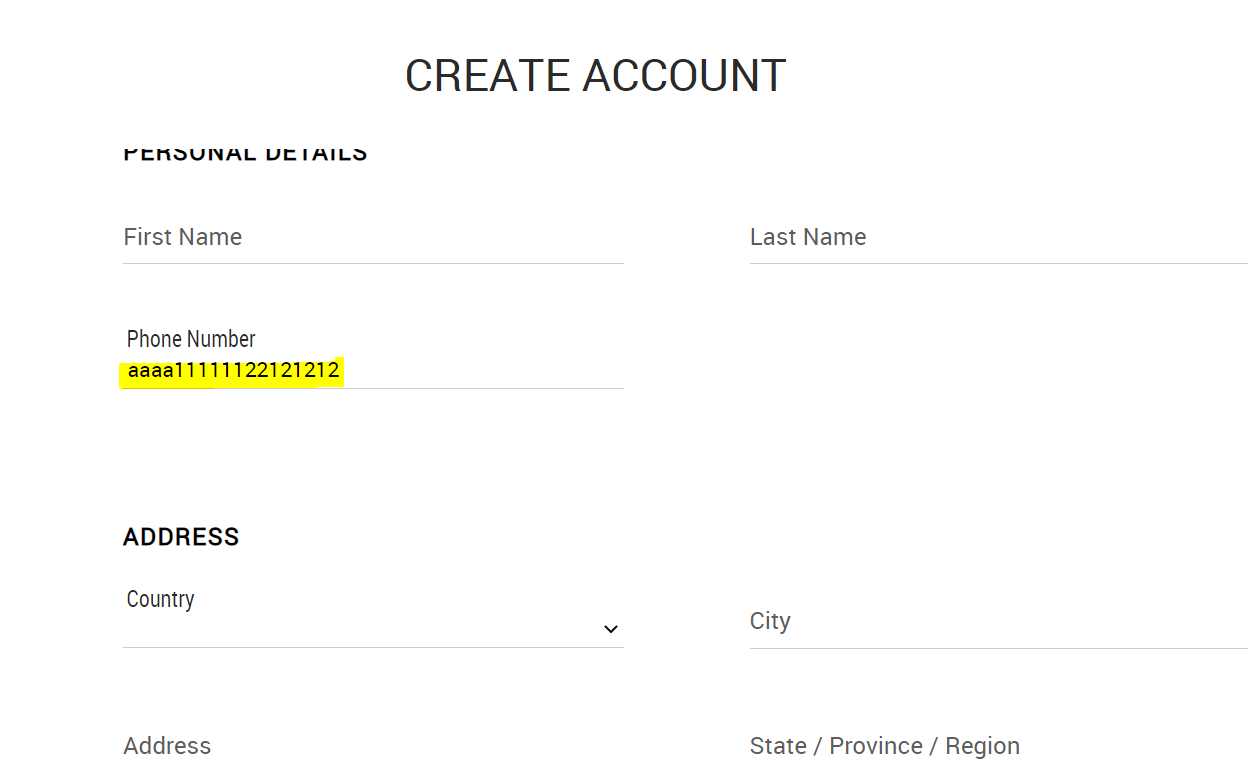 CREATE ACCOUNT
PERSONAL DETAILS
First Name
Last Name
Phone Number
aaaa11111122121212
ADDRESS
Country
City
Address
State / Province / Region